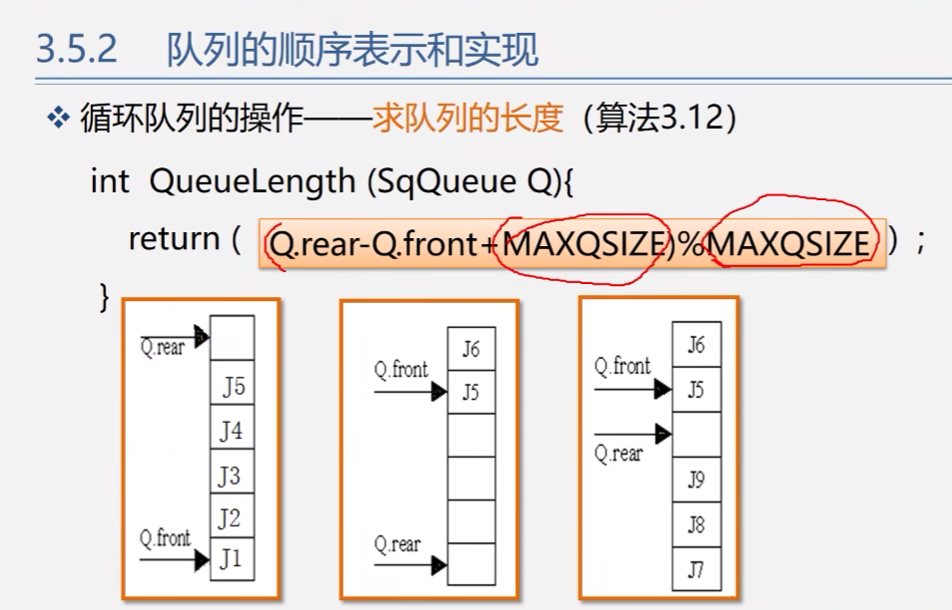 3.5.2 队列的顺序表示和实现
循环队列的操作——求队列的长度（算法3.12）
int QueueLength (SqQueue Q){
return ( (Q.rear-Q.front+MAXQSIZE)%MAXQSIZE ) ;
}
Q.rear
J5
J4
J3
J2
Q.front
J1
J6
Q.front
J5
Q.rear
J6
Q.front
J5
Q.rear
J9
J8
J7